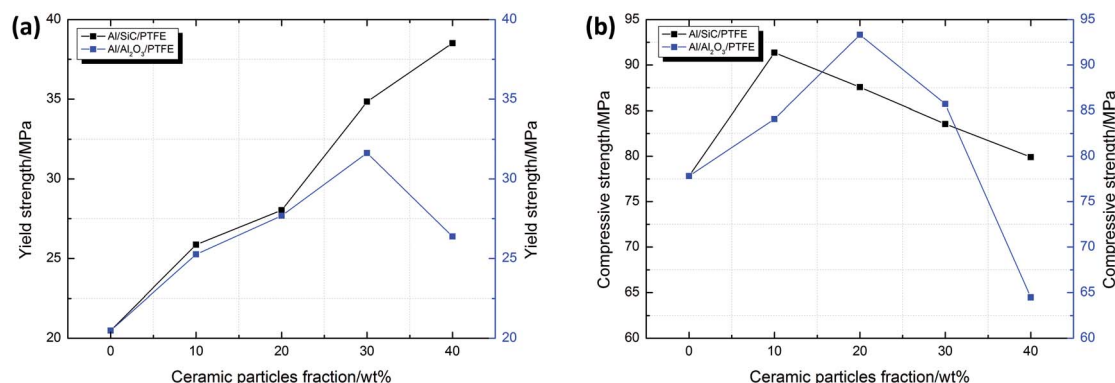 (a)
Al/SiC/PTFE
Al/Al₂O₃/PTFE
40
35
30
25
20
Yield strength/MPa
0 10 20 30 40
Ceramic particles fraction/wt%
40
35
30
25
20
Yield strength/MPa
(b)
Al/SiC/PTFE
Al/Al₂O₃/PTFE
95
90
85
80
75
70
65
60
Compressive strength/MPa
0 10 20 30 40
Ceramic particles fraction/wt%
95
90
85
80
75
70
65
60
Compressive strength/MPa